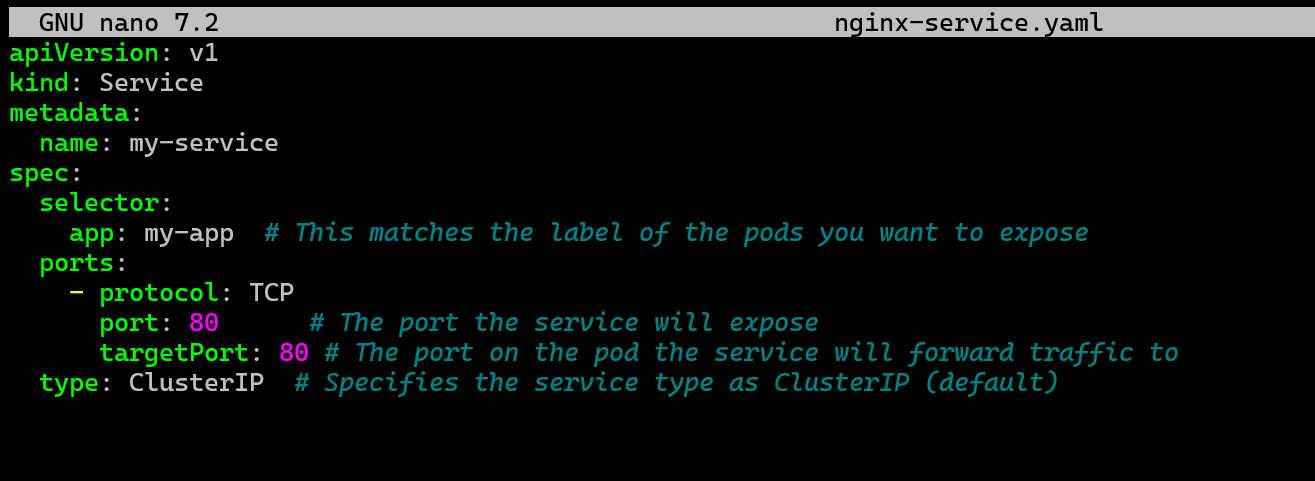 GNU nano 7.2 nginx-service.yaml
apiVersion: v1
kind: Service
metadata:
  name: my-service
spec:
  selector:
    app: my-app  # This matches the label of the pods you want to expose
  ports:
    - protocol: TCP
      port: 80      # The port the service will expose
      targetPort: 80 # The port on the pod the service will forward traffic to
  type: ClusterIP  # Specifies the service type as ClusterIP (default)